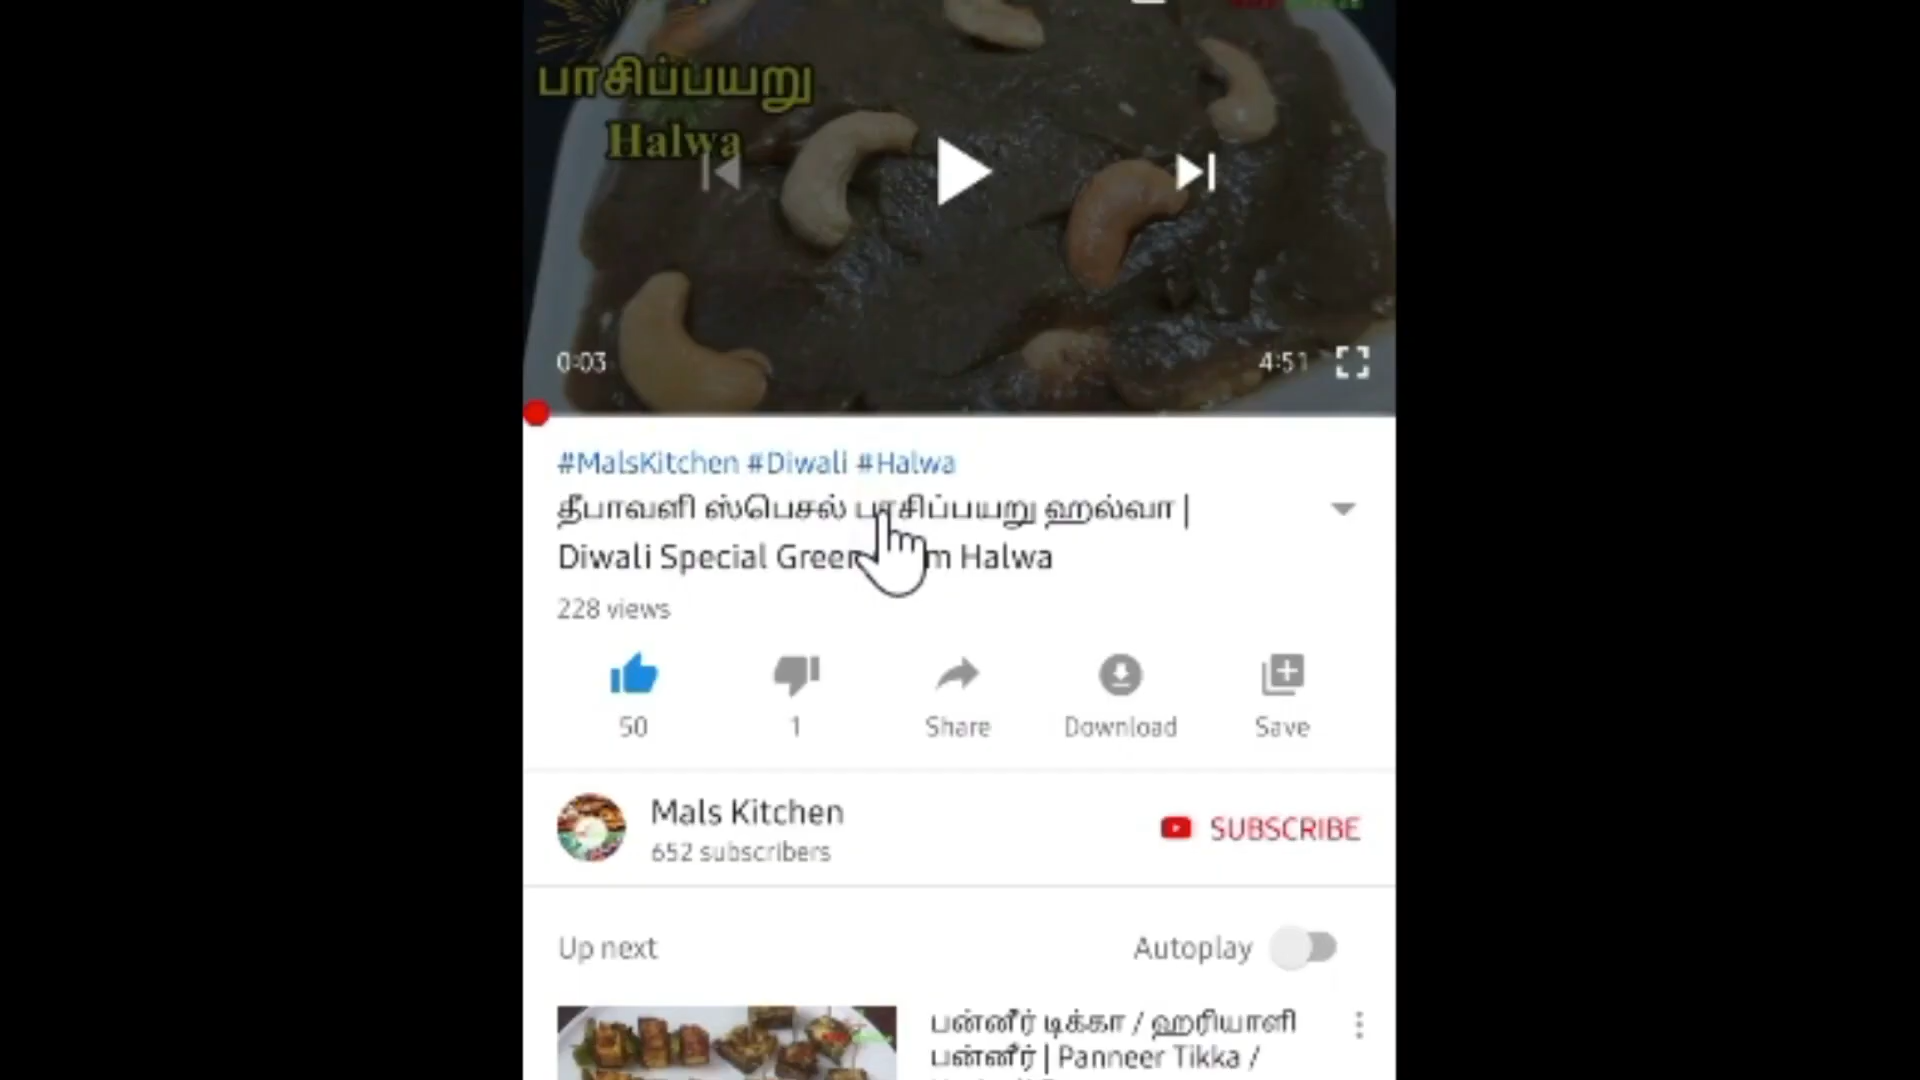 பாசிப்பயறு
Halwa
0:03
4:51
#MalsKitchen #Diwali #Halwa
தீபாவளி ஸ்பெசல் பாசிப்பயறு ஹல்வா |
Diwali Special Halwa
228 views
50
1
Share
Download
Save
Mals Kitchen
652 subscribers
SUBSCRIBE
Up next
Autoplay
பன்னீர் டிக்கா / ஹரியாளி
பன்னீர் | Panneer Tikka /